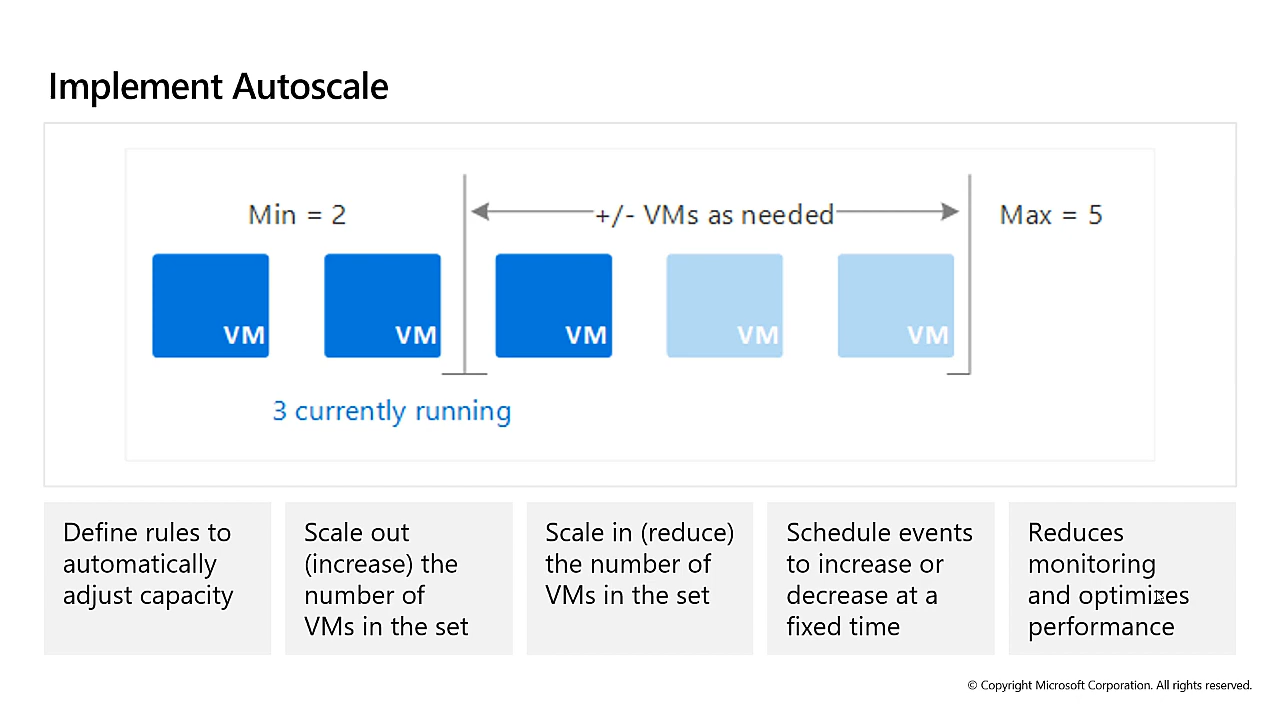 Implement Autoscale
Min = 2
+/- VMs as needed
Max = 5
VM
VM
VM
VM
VM
3 currently running
Define rules to
automatically
adjust capacity
Scale out
(increase) the
number of
VMs in the set
Scale in (reduce)
the number of
VMs in the set
Schedule events
to increase or
decrease at a
fixed time
Reduces
monitoring
and optimizes
performance
© Copyright Microsoft Corporation. All rights reserved.